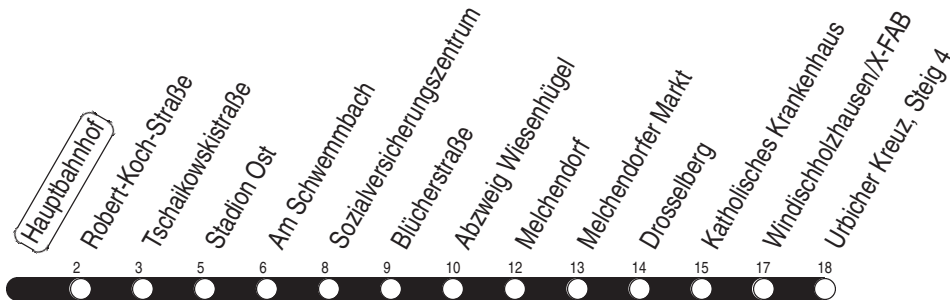 Hauptbahnhof
Robert-Koch-Straße
Tschaikowskistraße
Stadion Ost
Am Schwemmbach
Sozialversicherungszentrum
Blücherstraße
Abzweig Wiesenhügel
Melchendorf
Melchendorfer Markt
Drosselberg
Katholisches Krankenhaus
Windischholzhausen/X-FAB
Urbicher Kreuz, Steig 4
2 3 5 6 8 9 10 12 13 14 15 17 18